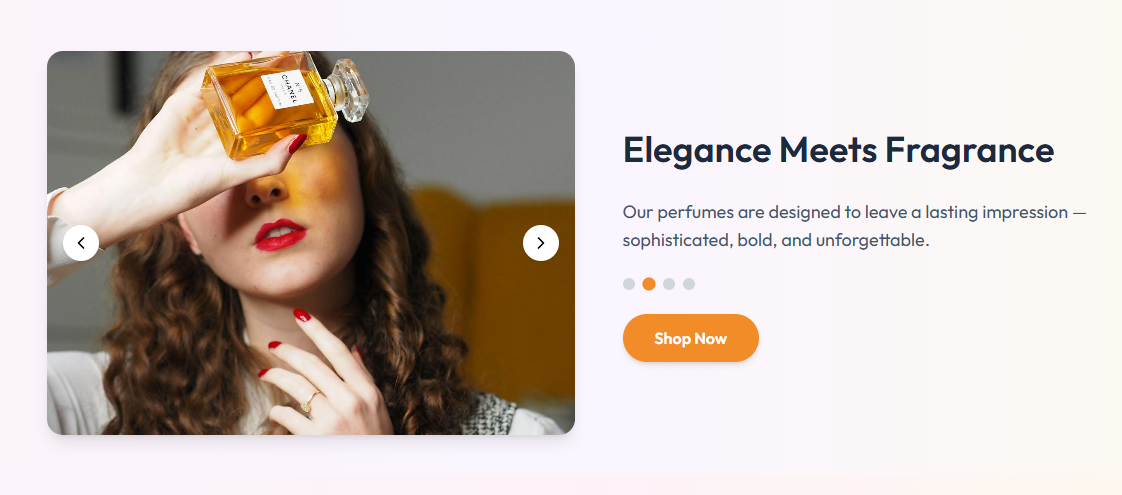 N°5
CHANEL
Elegance Meets Fragrance
Our perfumes are designed to leave a lasting impression —
sophisticated, bold, and unforgettable.
Shop Now